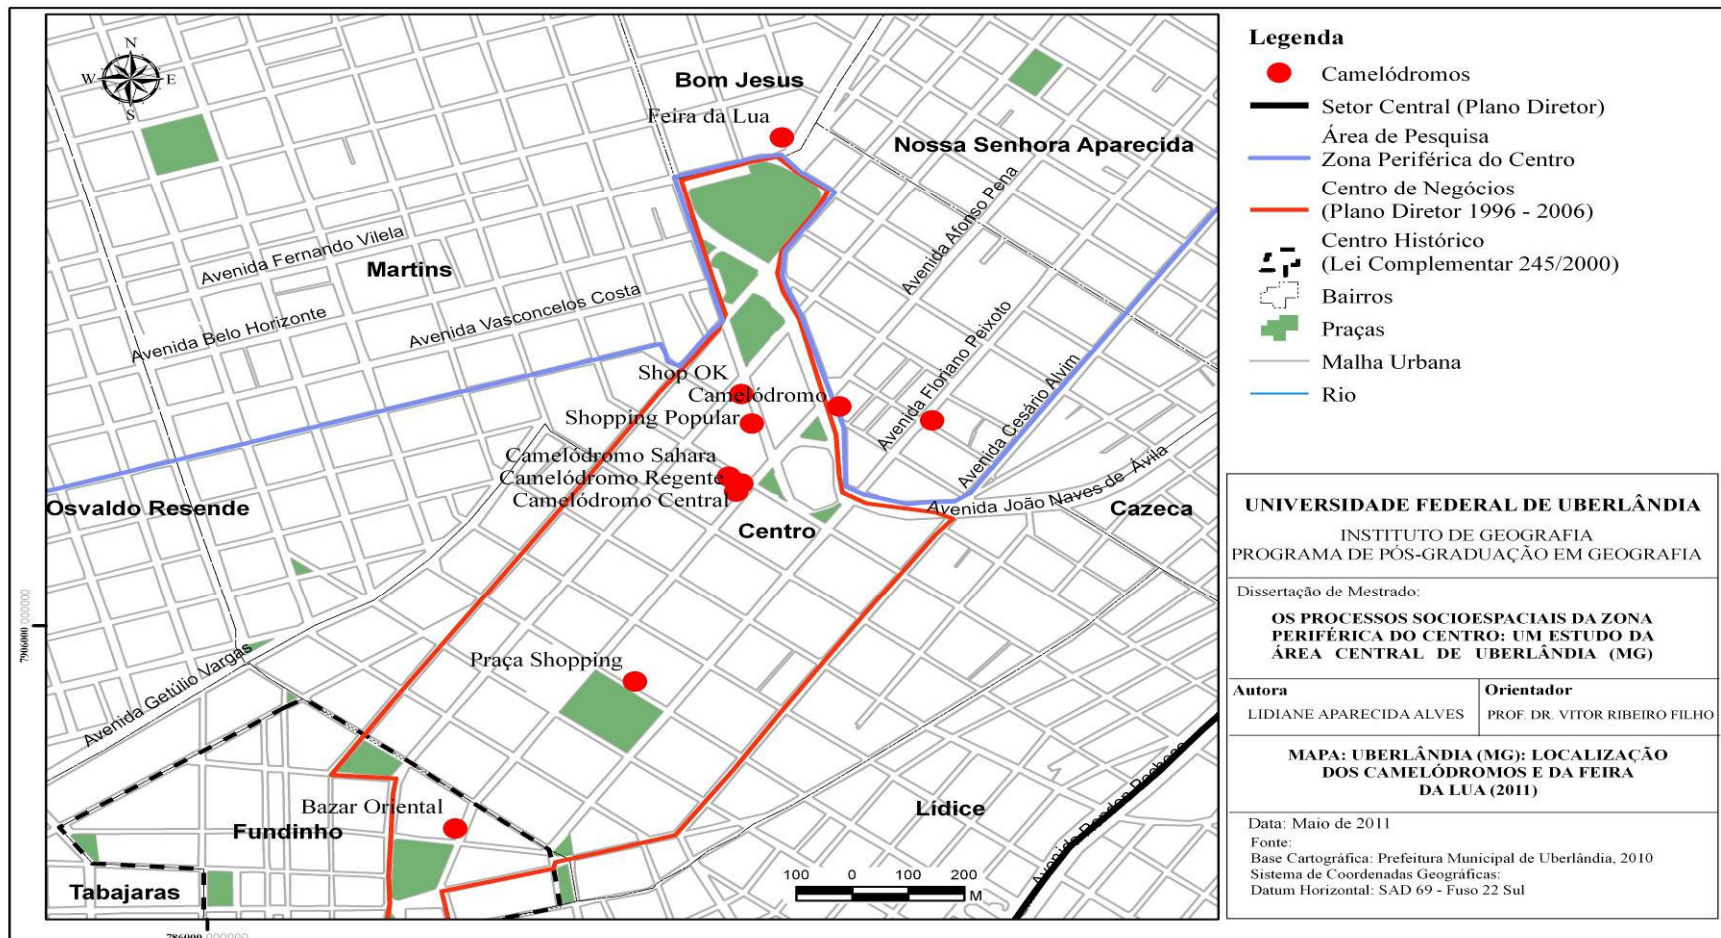 N
W
E
S
Bom Jesus
Feira da Lua
Nossa Senhora Aparecida
Avenida Afonso Pena
Avenida Fernando Vilela
Martins
Avenida Vasconcelos Costa
Avenida Belo Horizonte
Avenida Floriano Peixoto
Avenida Cesário Alvim
Shop OK
Camelódromo
Shopping Popular
Camelódromo Sahara
Camelódromo Regente
Camelódromo Central
Avenida João Naves de Ávila
Osvaldo Resende
Centro
Cazeca
Avenida Getúlio Vargas
Praça Shopping
Bazar Oriental
Fundinho
Lídice
Avenida Rondon Pacheco
Tabajaras
100 0 100 200
M
7906000,000000
786000,000000
Legenda
Camelódromos
Setor Central (Plano Diretor)
Área de Pesquisa
Zona Periférica do Centro
Centro de Negócios
(Plano Diretor 1996 - 2006)
Centro Histórico
(Lei Complementar 245/2000)
Bairros
Praças
Malha Urbana
Rio
UNIVERSIDADE FEDERAL DE UBERLÂNDIA
INSTITUTO DE GEOGRAFIA
PROGRAMA DE PÓS-GRADUAÇÃO EM GEOGRAFIA
Dissertação de Mestrado:
OS PROCESSOS SOCIOESPACIAIS DA ZONA
PERIFÉRICA DO CENTRO: UM ESTUDO DA
ÁREA CENTRAL DE UBERLÂNDIA (MG)
Autora
LIDIANE APARECIDA ALVES
Orientador
PROF. DR. VITOR RIBEIRO FILHO
MAPA: UBERLÂNDIA (MG): LOCALIZAÇÃO
DOS CAMELÓDROMOS E DA FEIRA
DA LUA (2011)
Data: Maio de 2011
Fonte:
Base Cartográfica: Prefeitura Municipal de Uberlândia, 2010
Sistema de Coordenadas Geográficas:
Datum Horizontal: SAD 69 - Fuso 22 Sul